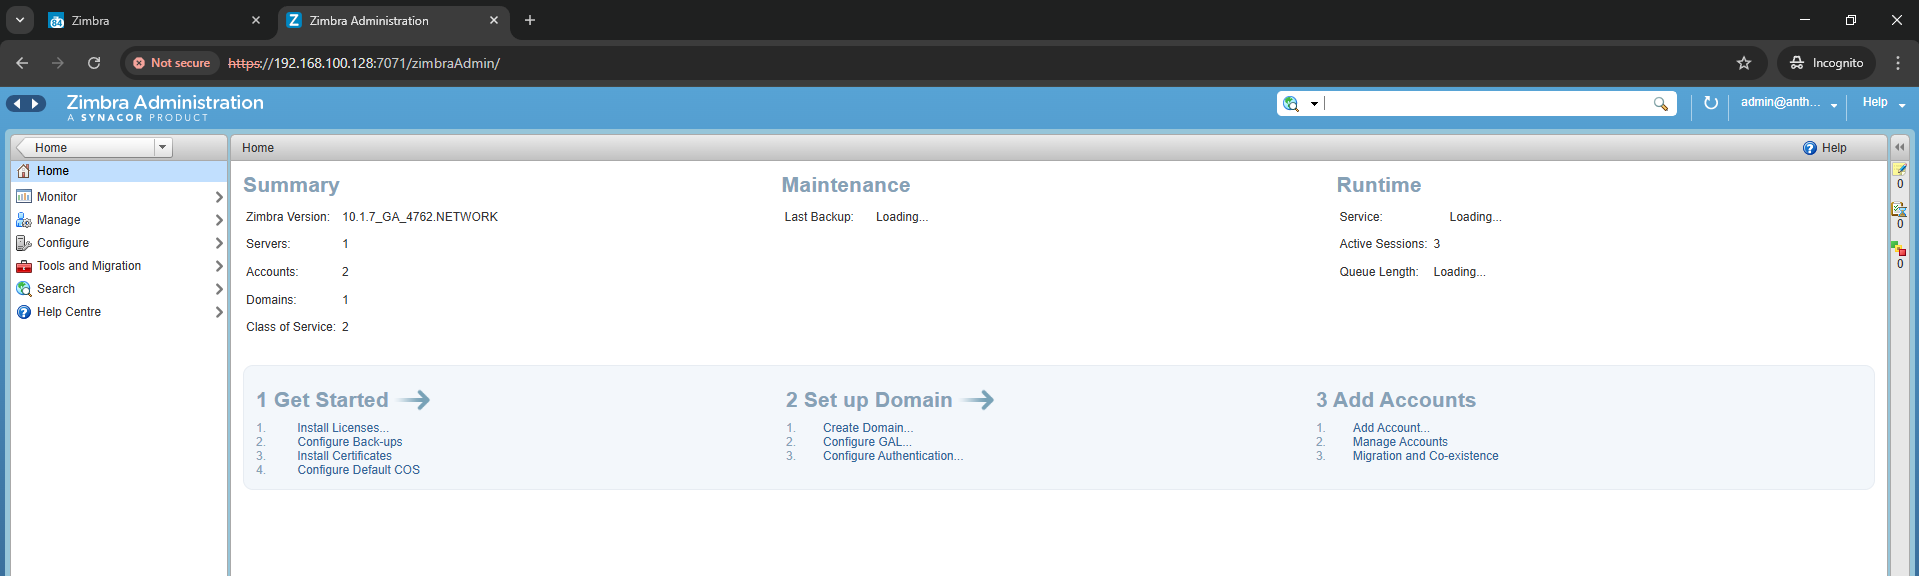 Zimbra
Zimbra Administration
Not secure
https://192.168.100.128:7071/zimbraAdmin/
Incognito
Zimbra Administration
A SYNACOR PRODUCT
admin@anth...
Help
Home
Home
Help
Home
Monitor
Manage
Configure
Tools and Migration
Search
Help Centre
Summary
Zimbra Version: 10.1.7_GA_4762.NETWORK
Servers: 1
Accounts: 2
Domains: 1
Class of Service: 2
Maintenance
Last Backup: Loading...
Runtime
Service: Loading...
Active Sessions: 3
Queue Length: Loading...
0
0
0
1 Get Started
1. Install Licenses...
2. Configure Back-ups
3. Install Certificates
4. Configure Default COS
2 Set up Domain
1. Create Domain...
2. Configure GAL...
3. Configure Authentication...
3 Add Accounts
1. Add Account...
2. Manage Accounts
3. Migration and Co-existence